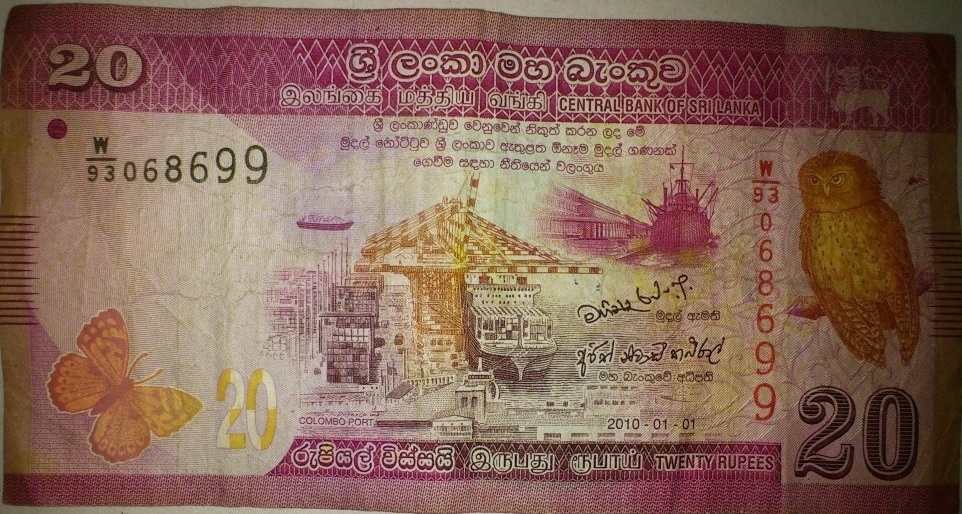 20
ශ්‍රී ලංකා මහ බැංකුව
இலங்கை மத்திய வங்கி CENTRAL BANK OF SRI LANKA
ශ්‍රී ලංකාණ්ඩුව වෙනුවෙන් නිකුත් කරන ලද මේ
මුදල් නෝට්ටුව ශ්‍රී ලංකාව ඇතුළත ඕනෑම මුදල් ගණනක්
ගෙවීම සඳහා නීතියෙන් වලංගුය
W/93 068699
W/93 068699
මුදල් ඇමති
මහ බැංකුවේ අධිපති
COLOMBO PORT
2010-01-01
20
20
රුපියල් විස්සයි இருபது ரூபாய் TWENTY RUPEES